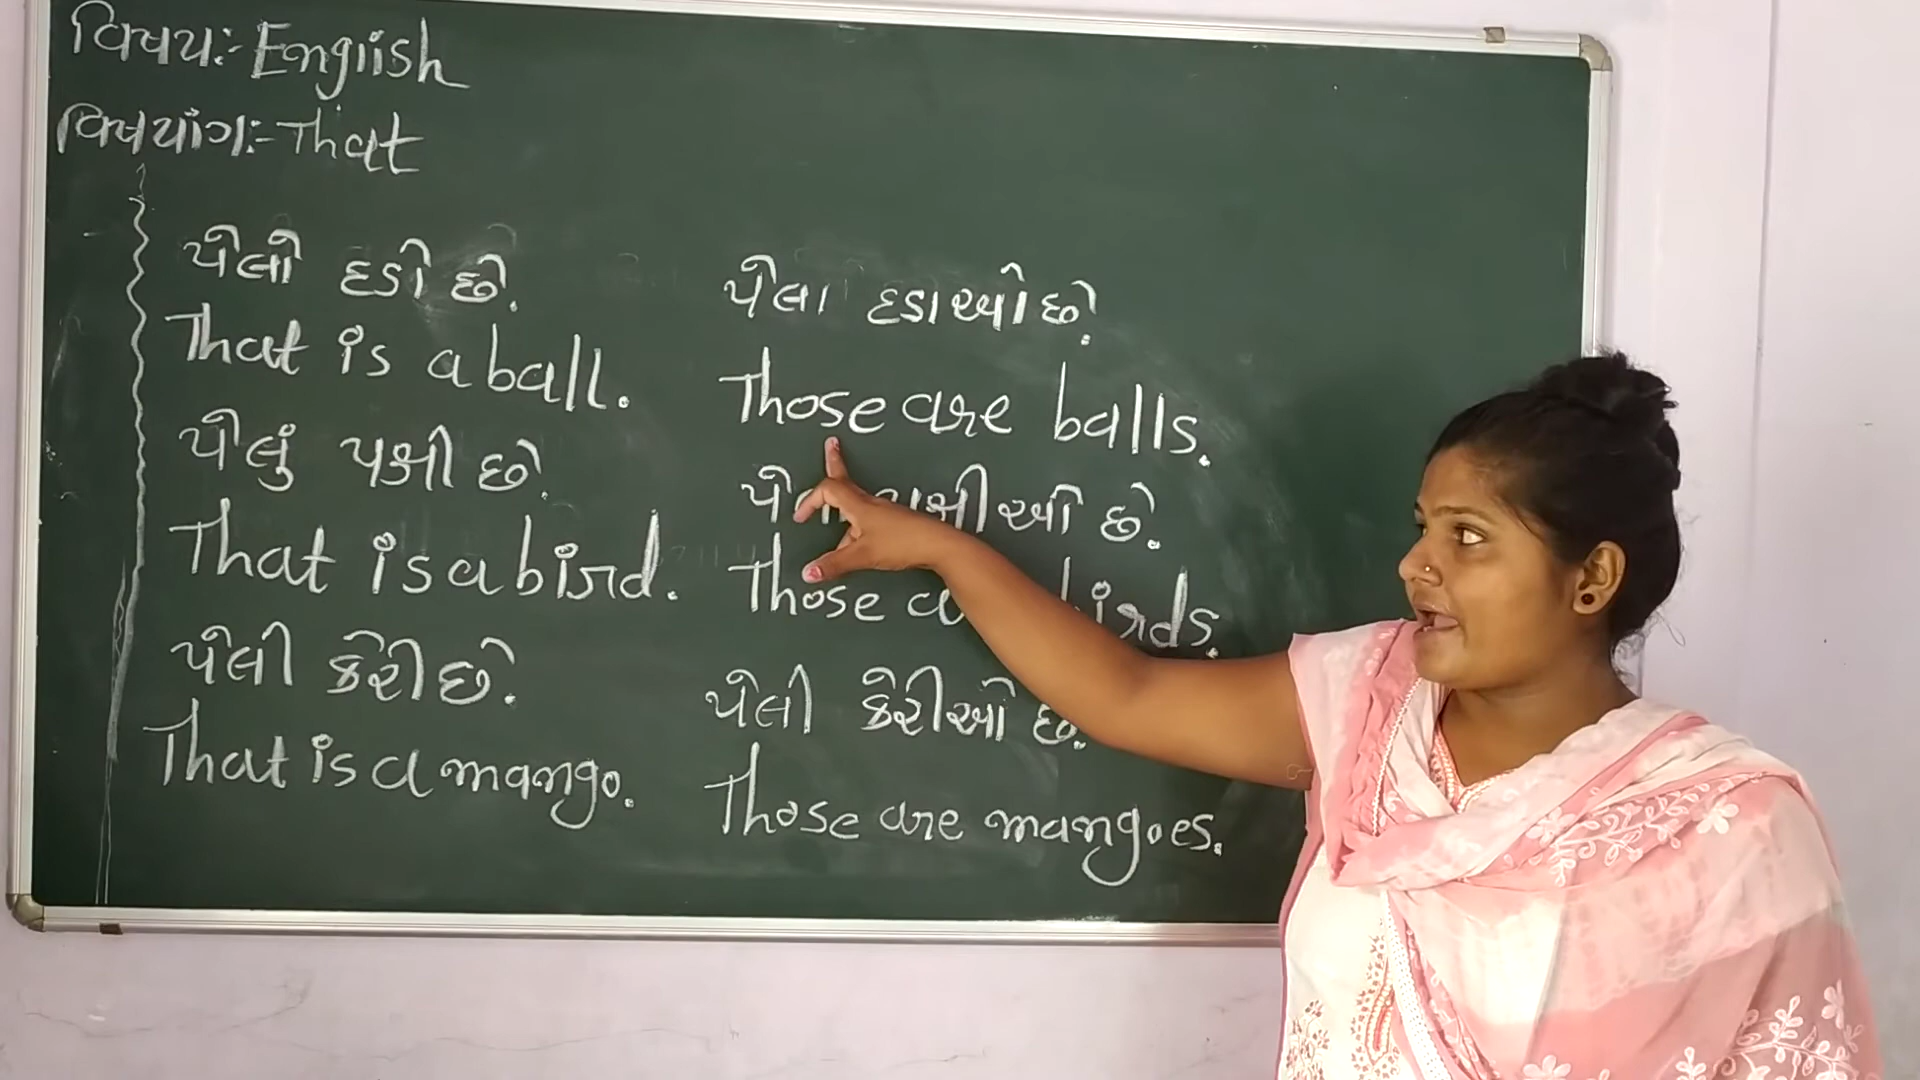 વિષય:- English
વિષયાંગ:- That
પેલો દડો છે.
That is a ball.
પેલું પક્ષી છે.
That is a bird.
પેલી કેરી છે.
That is a mango.
પેલા દડાઓ છે.
Those are balls.
પક્ષીઓ છે.
Those birds.
પેલી કેરીઓ છે.
Those are mangoes.